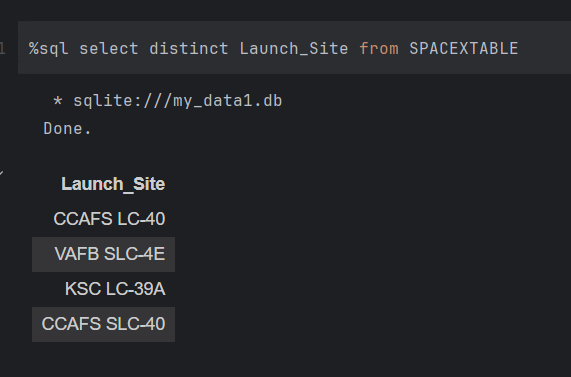 1
%sql select distinct Launch_Site from SPACEXTABLE
* sqlite:///my_data1.db
Done.
Launch_Site
CCAFS LC-40
VAFB SLC-4E
KSC LC-39A
CCAFS SLC-40